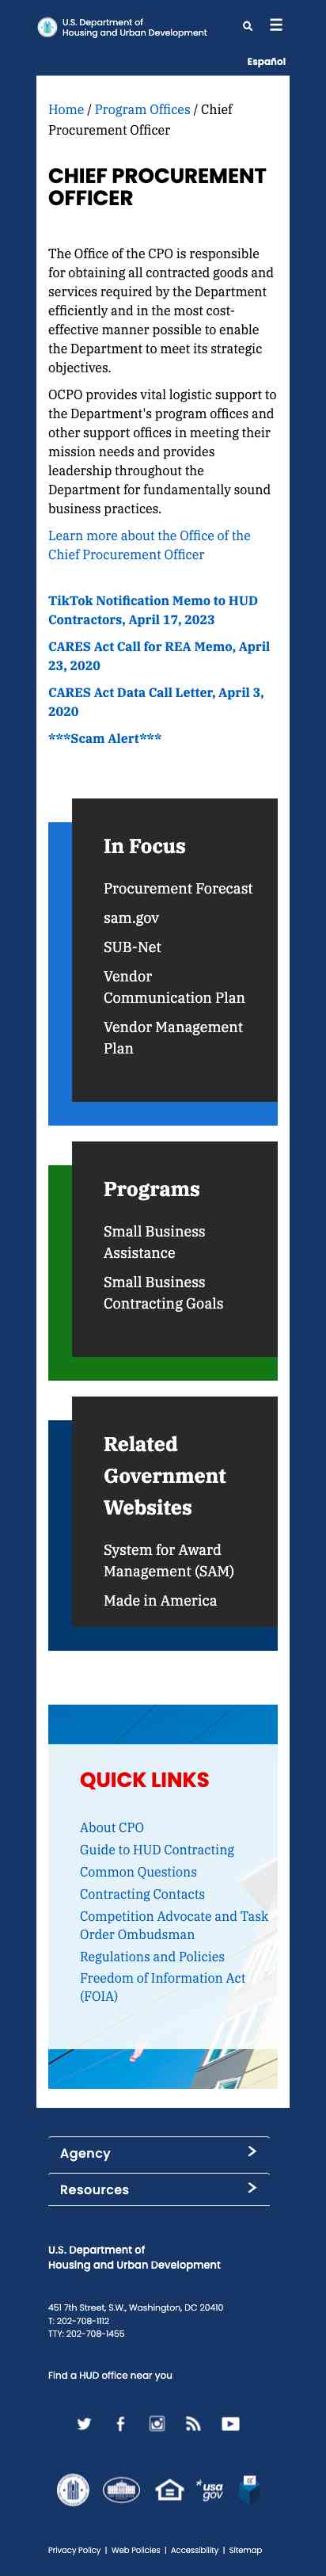 U.S. Department of
Housing and Urban Development
Español
Home / Program Offices / Chief
Procurement Officer
CHIEF PROCUREMENT
OFFICER
The Office of the CPO is responsible
for obtaining all contracted goods and
services required by the Department
efficiently and in the most cost-
effective manner possible to enable
the Department to meet its strategic
objectives.
OCPO provides vital logistic support to
the Department's program offices and
other support offices in meeting their
mission needs and provides
leadership throughout the
Department for fundamentally sound
business practices.
Learn more about the Office of the
Chief Procurement Officer
TikTok Notification Memo to HUD
Contractors, April 17, 2023
CARES Act Call for REA Memo, April
23, 2020
CARES Act Data Call Letter, April 3,
2020
***Scam Alert***
In Focus
Procurement Forecast
sam.gov
SUB-Net
Vendor
Communication Plan
Vendor Management
Plan
Programs
Small Business
Assistance
Small Business
Contracting Goals
Related
Government
Websites
System for Award
Management (SAM)
Made in America
QUICK LINKS
About CPO
Guide to HUD Contracting
Common Questions
Contracting Contacts
Competition Advocate and Task
Order Ombudsman
Regulations and Policies
Freedom of Information Act
(FOIA)
Agency
Resources
U.S. Department of
Housing and Urban Development
451 7th Street, S.W., Washington, DC 20410
T: 202-708-1112
TTY: 202-708-1455
Find a HUD office near you
usa
gov
Privacy Policy | Web Policies | Accessibility | Sitemap